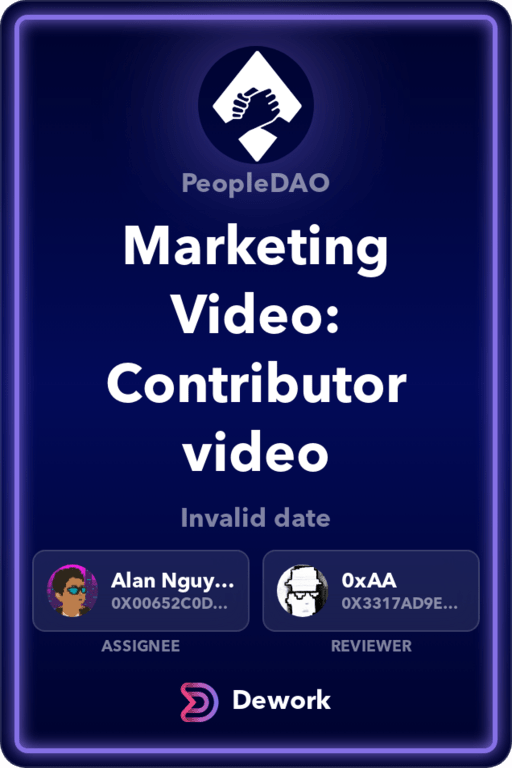 PeopleDAO
Marketing
Video:
Contributor
video
Invalid date
Alan Nguy...
0X00652C0D...
ASSIGNEE
0xAA
0X3317AD9E...
REVIEWER
Dework